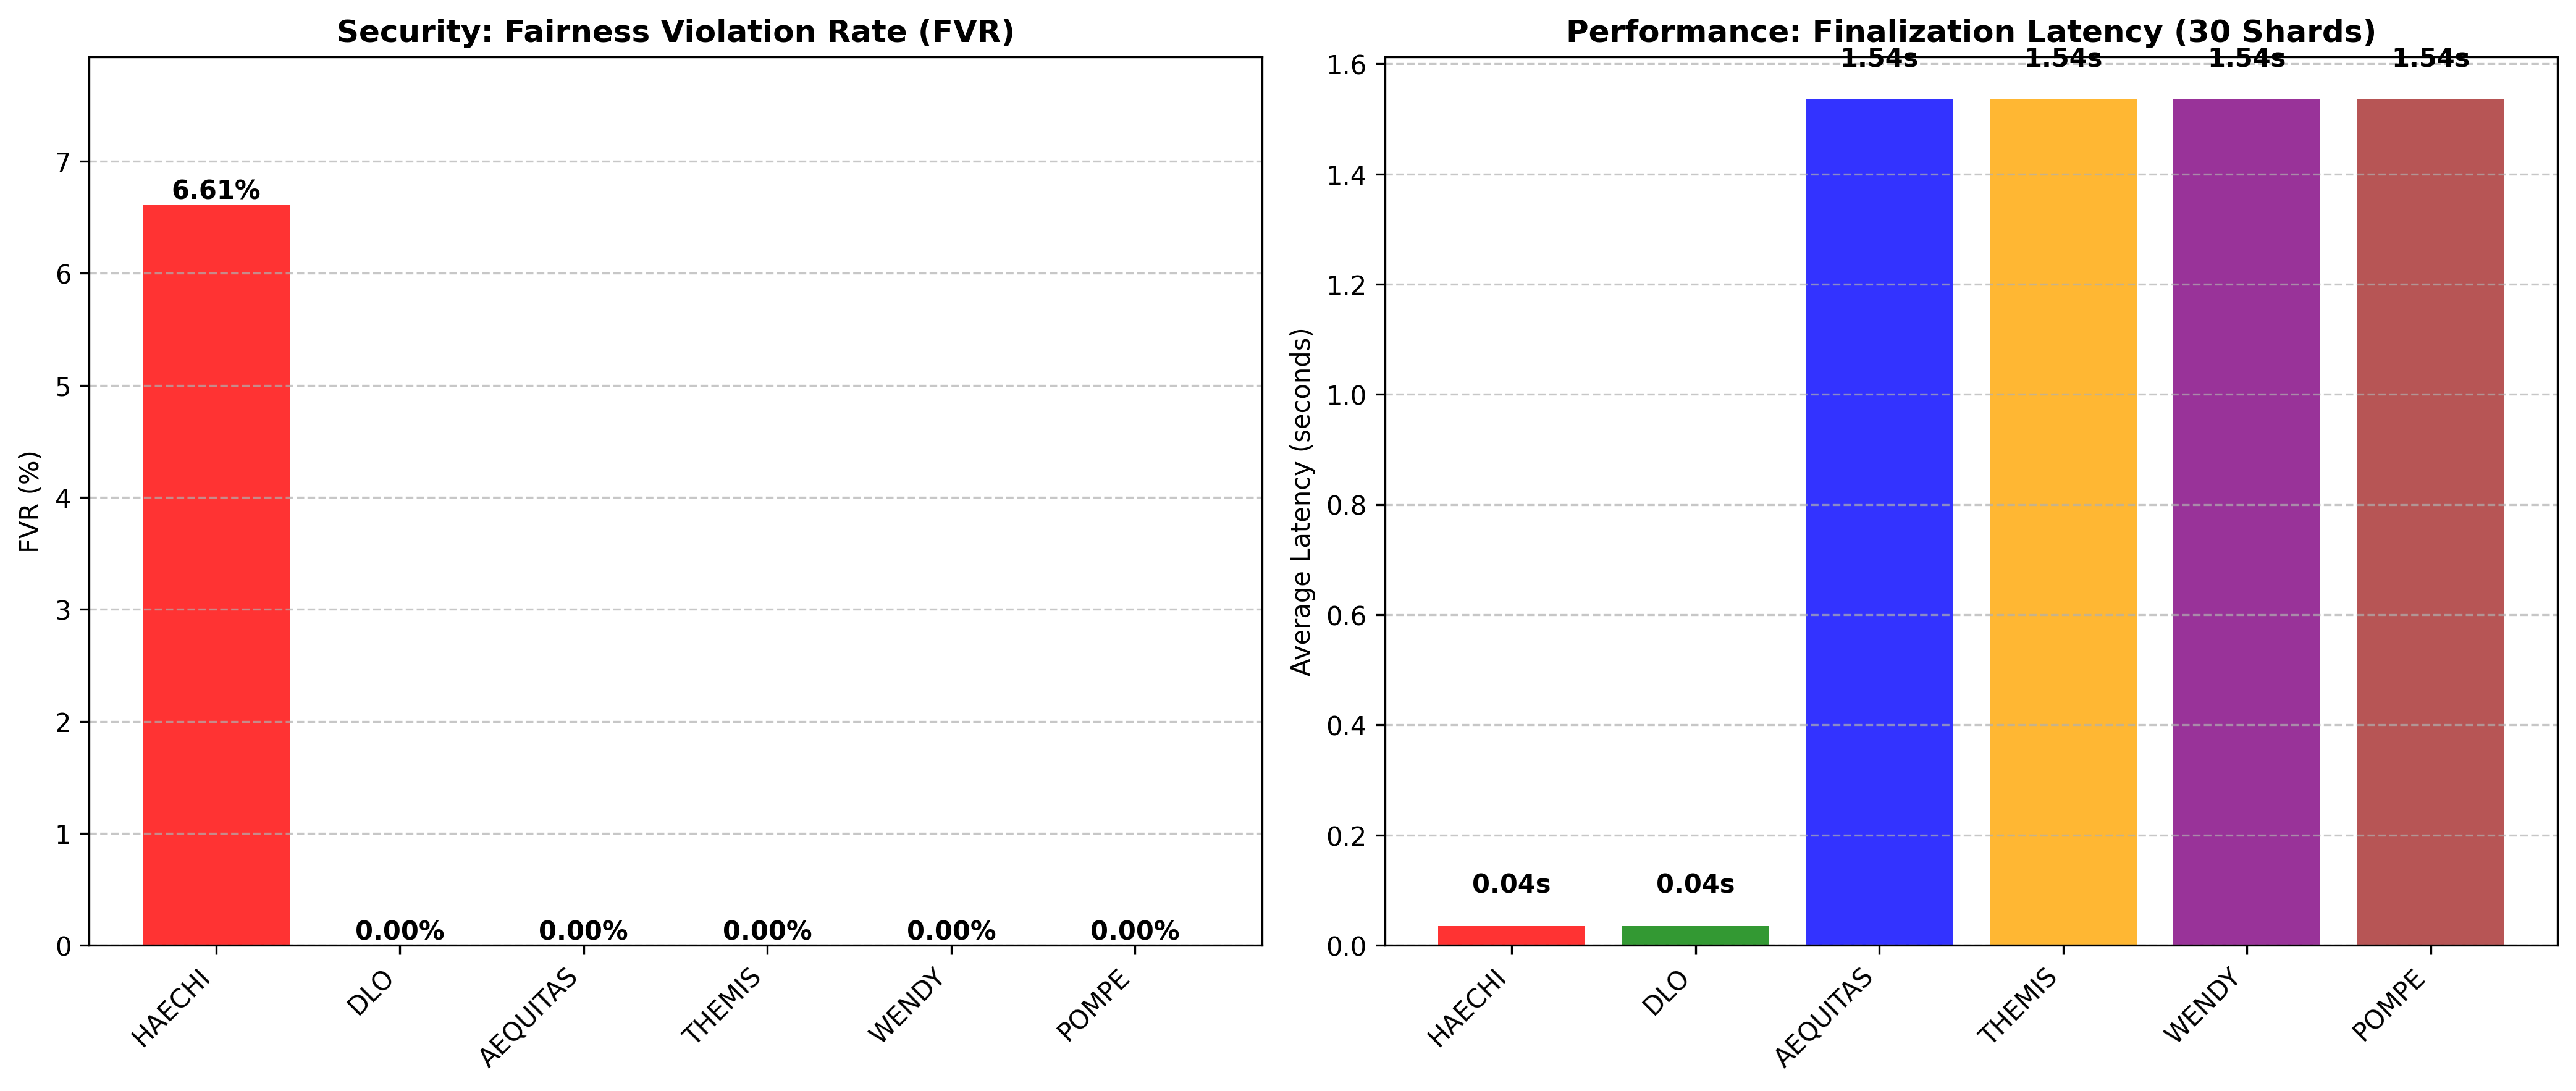 Security: Fairness Violation Rate (FVR)
FVR (%)
7
6
5
4
3
2
1
0
6.61%
0.00%
0.00%
0.00%
0.00%
0.00%
HAECHI
DLO
AEQUITAS
THEMIS
WENDY
POMPE
Performance: Finalization Latency (30 Shards)
Average Latency (seconds)
1.6
1.4
1.2
1.0
0.8
0.6
0.4
0.2
0.0
0.04s
0.04s
1.54s
1.54s
1.54s
1.54s
HAECHI
DLO
AEQUITAS
THEMIS
WENDY
POMPE